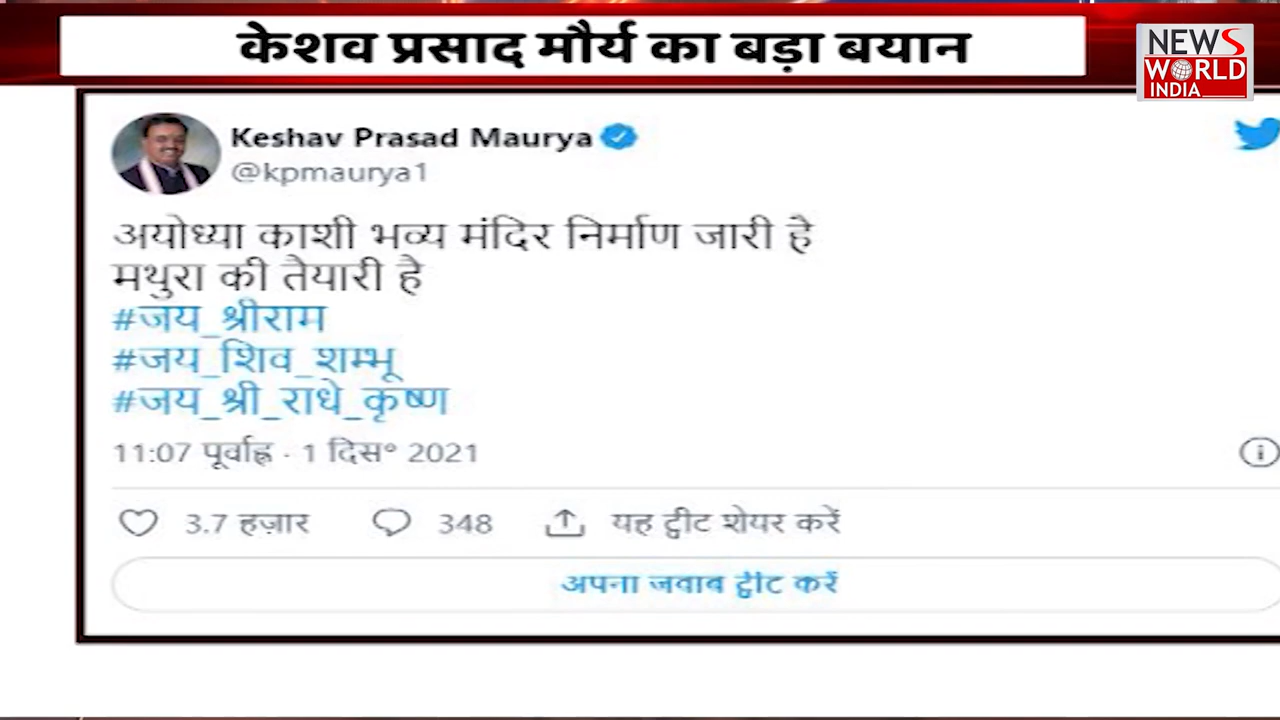 केशव प्रसाद मौर्य का बड़ा बयान
NEWS
WORLD
INDIA
Keshav Prasad Maurya
@kpmaurya1
अयोध्या काशी भव्य मंदिर निर्माण जारी है
मथुरा की तैयारी है
#जय_श्रीराम
#जय_शिव_शम्भू
#जय_श्री_राधे_कृष्ण
11:07 पूर्वाह्न · 1 दिस॰ 2021
3.7 हज़ार 348 यह ट्वीट शेयर करें
अपना जवाब ट्वीट करें